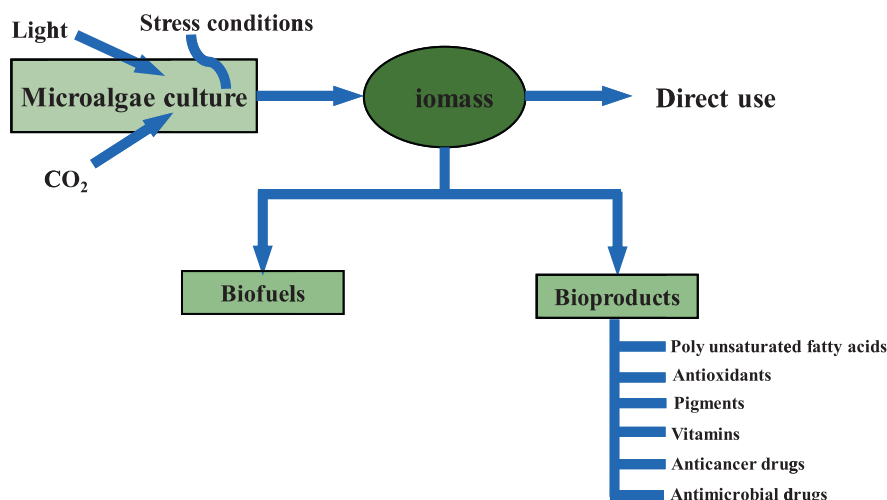 Light
Stress conditions
Microalgae culture
CO₂
iomass
Direct use
Biofuels
Bioproducts
Poly unsaturated fatty acids
Antioxidants
Pigments
Vitamins
Anticancer drugs
Antimicrobial drugs